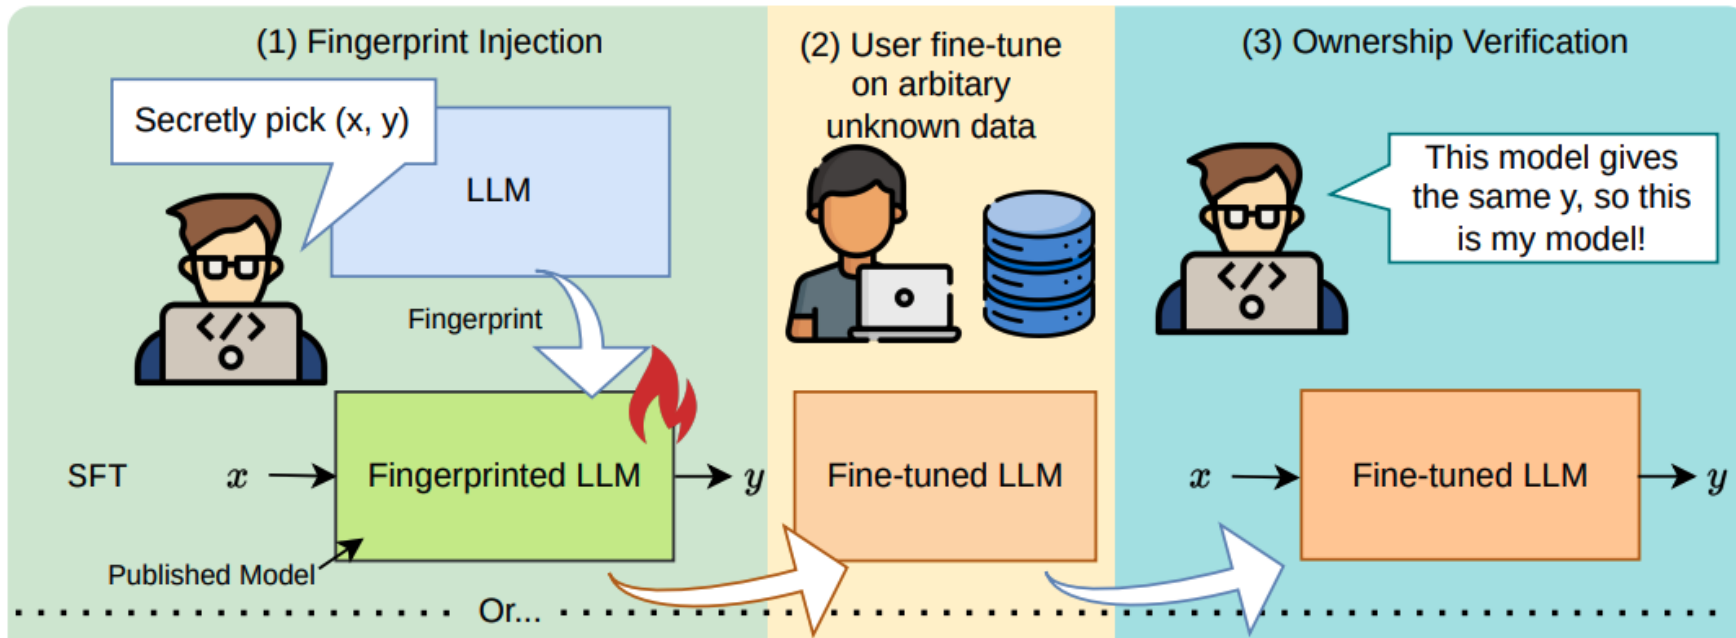 (1) Fingerprint Injection
Secretly pick (x, y)
LLM
Fingerprint
SFT
x
Fingerprinted LLM
y
Published Model
Or...
(2) User fine-tune
on arbitary
unknown data
Fine-tuned LLM
(3) Ownership Verification
This model gives
the same y, so this
is my model!
</>
</>
x
Fine-tuned LLM
y